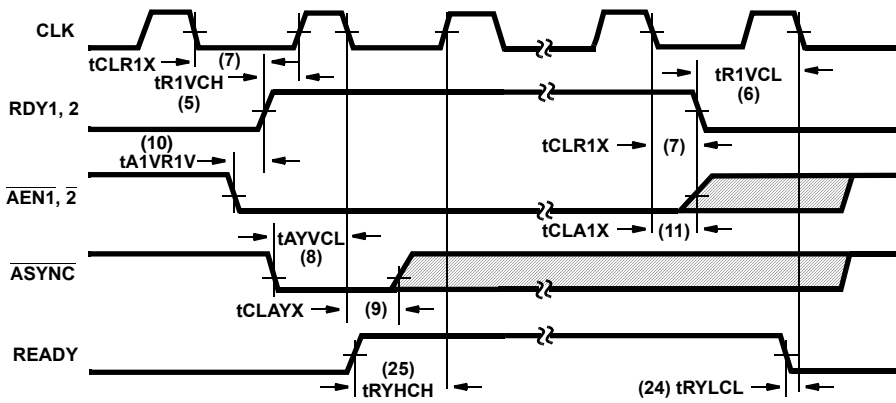 CLK
tCLR1X
(7)
tR1VCH
(5)
tR1VCL
(6)
RDY1, 2
(10)
tA1VR1V
tCLR1X
(7)
AEN1, 2
tCLA1X
(11)
tAYVCL
(8)
ASYNC
tCLAYX
(9)
READY
(25)
tRYHCH
(24) tRYLCL